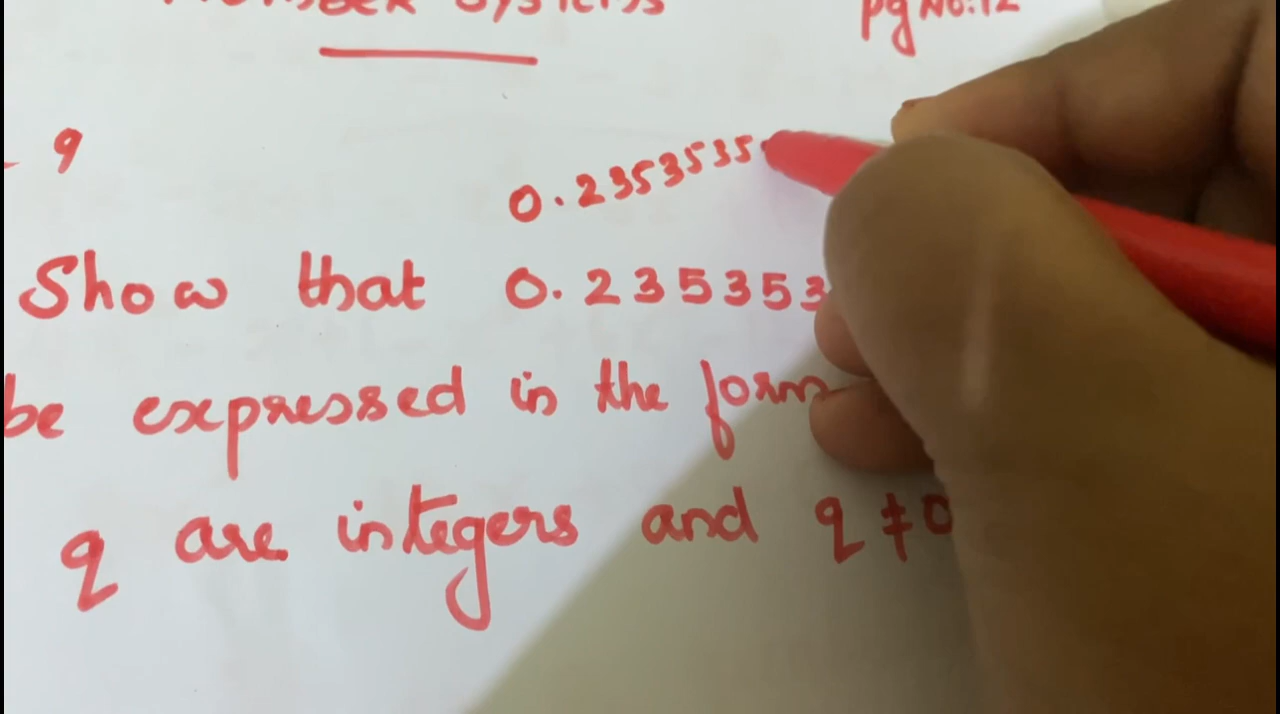 Pg No: 12
9
0.2353535.
Show that 0.235353
be expressed in the form
q are integers and q ≠ 0